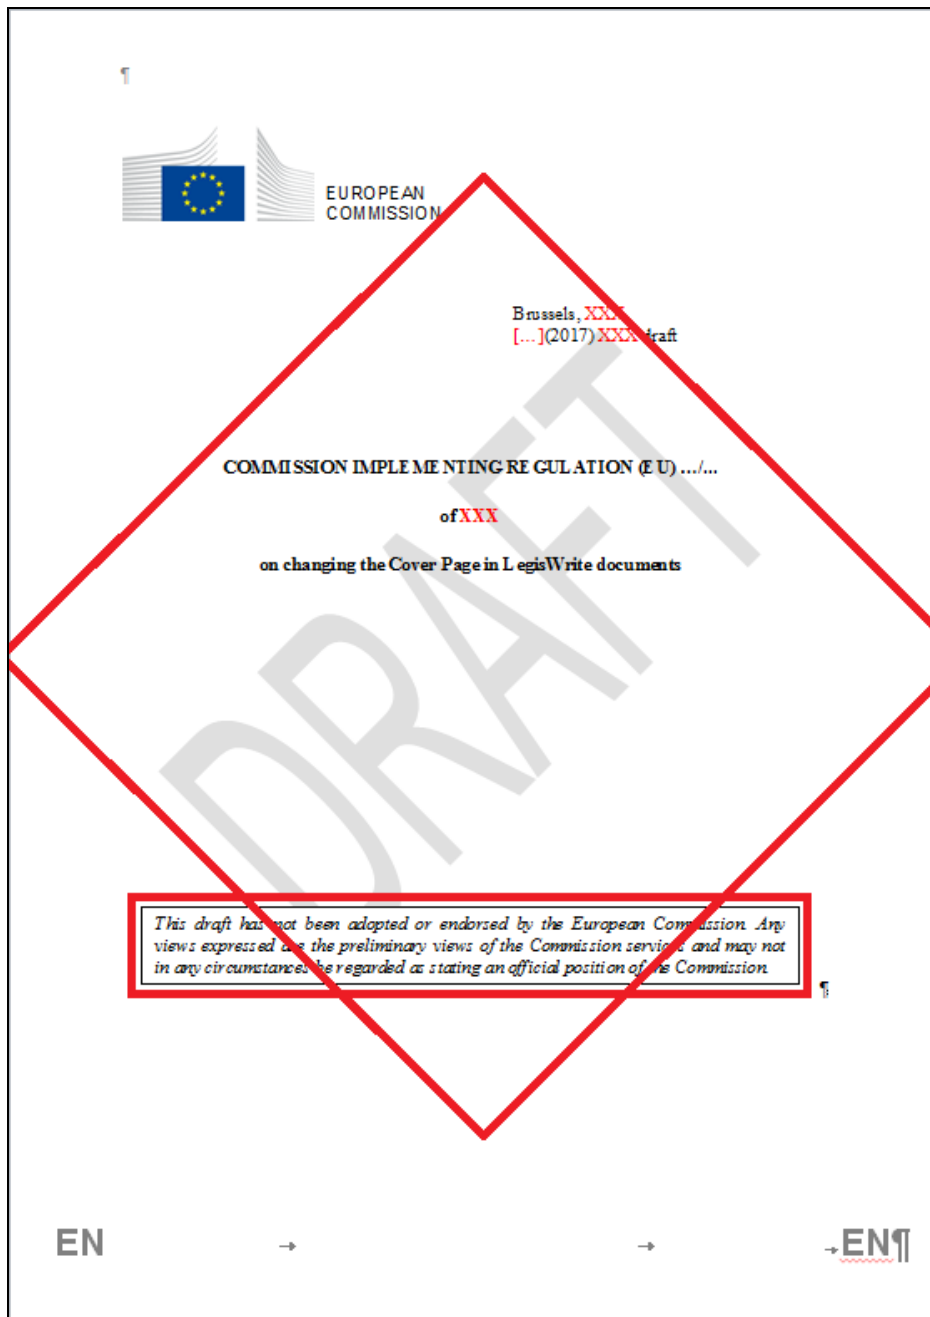 ¶
EUROPEAN
COMMISSION
Brussels, XXX
[…](2017) XXX draft
COMMISSION IMPLEMENTING REGULATION (EU) …/...
of XXX
on changing the Cover Page in LegisWrite documents
DRAFT
This draft has not been adopted or endorsed by the European Commission. Any
views expressed are the preliminary views of the Commission services and may not
in any circumstances be regarded as stating an official position of the Commission.
¶
EN → → → EN¶